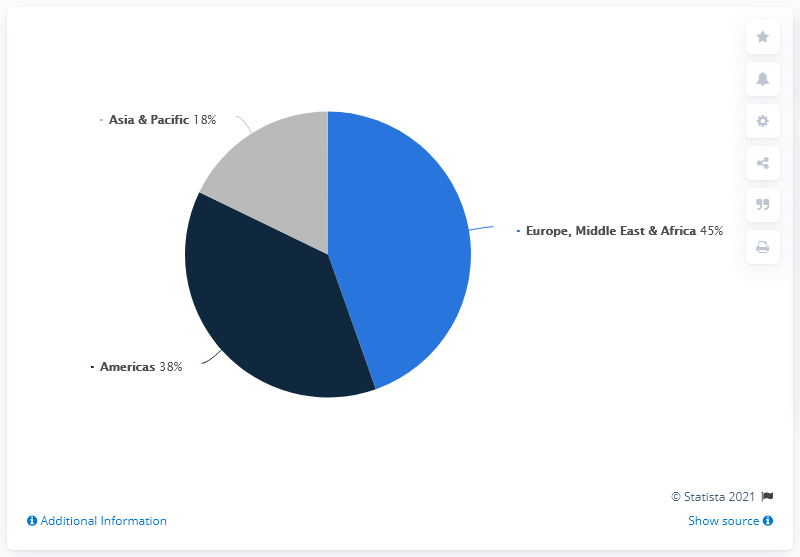 Asia & Pacific 18%
Europe, Middle East & Africa 45%
Americas 38%
© Statista 2021
Additional Information
Show source